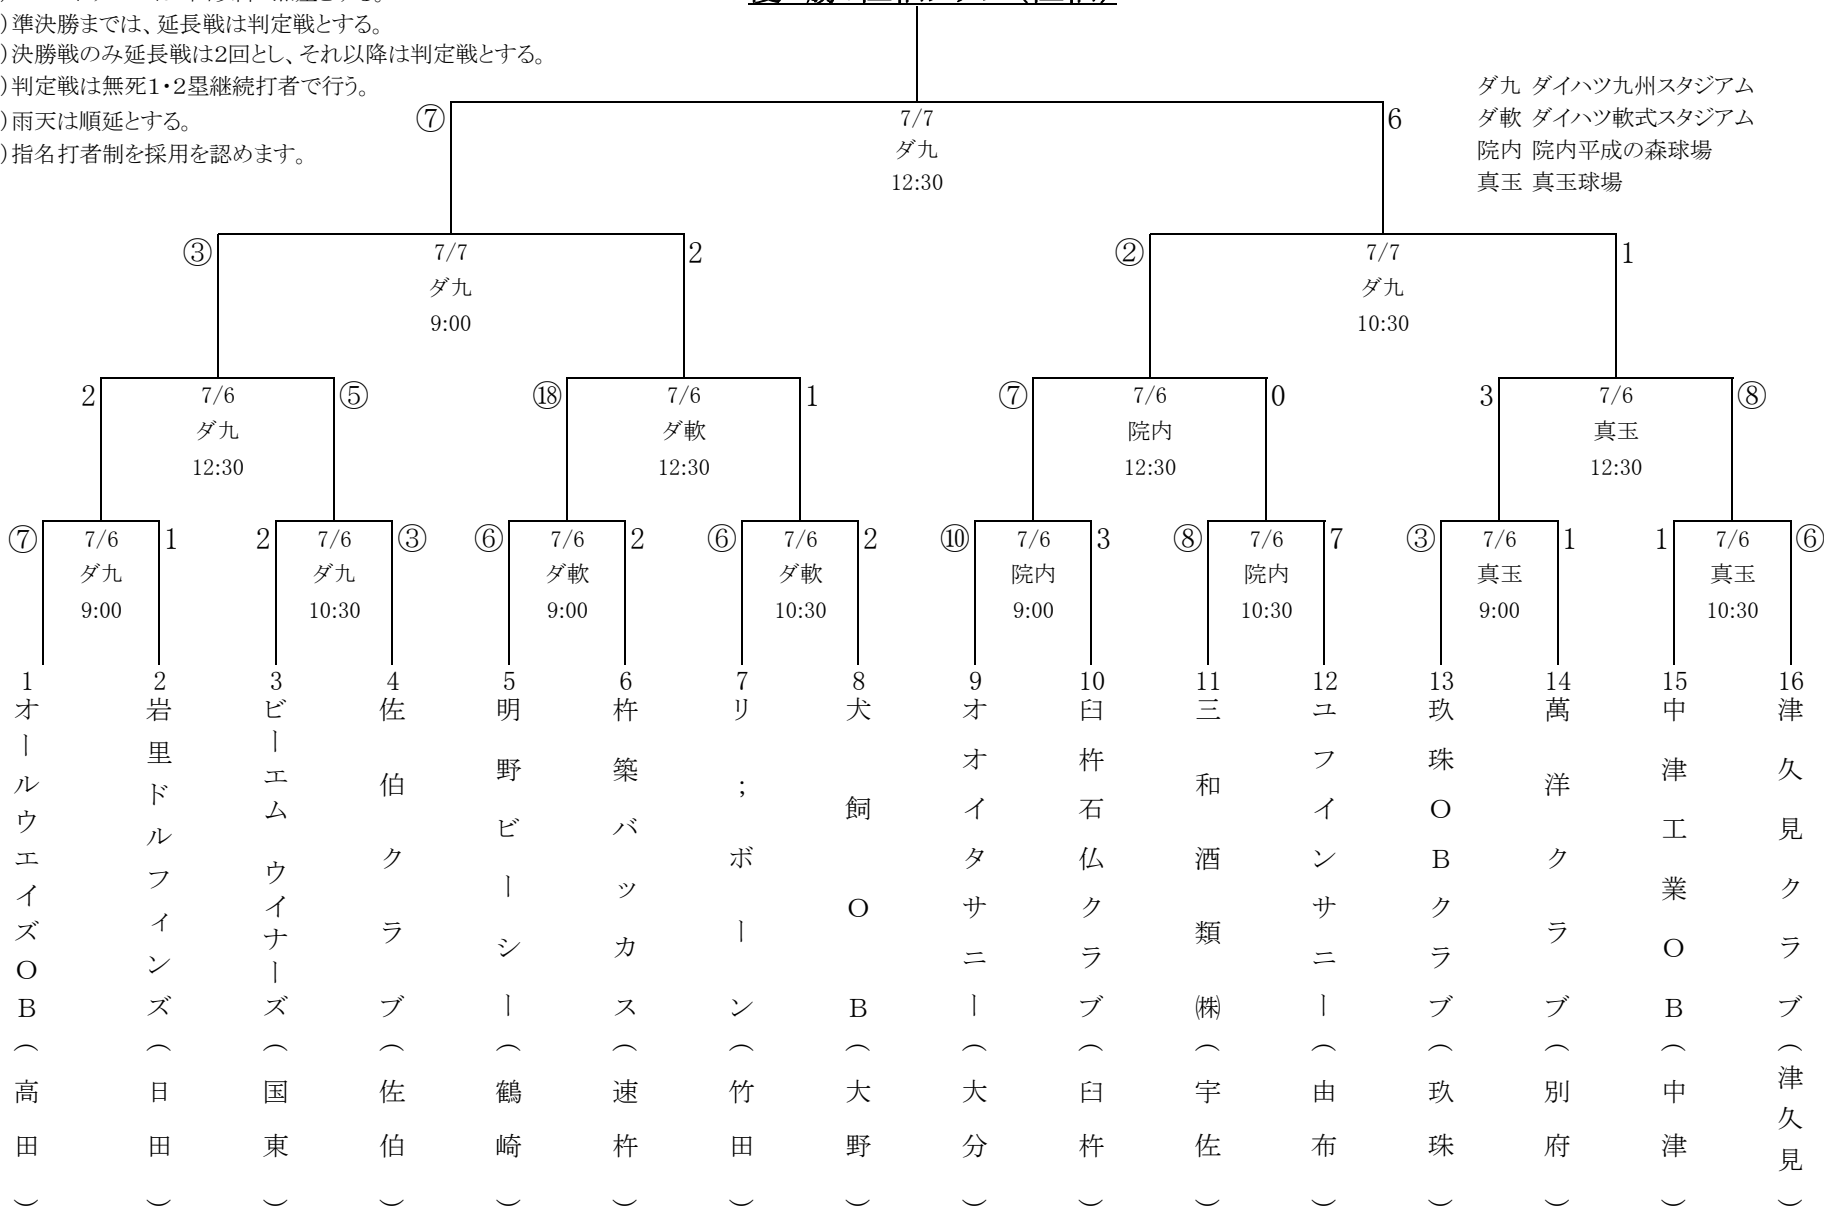 )準決勝までは、延長戦は判定戦とする。
)決勝戦のみ延長戦は2回とし、それ以降は判定戦とする。
)判定戦は無死1・2塁継続打者で行う。
)雨天は順延とする。
)指名打者制を採用を認めます。
ダ九 ダイハツ九州スタジアム
ダ軟 ダイハツ軟式スタジアム
院内 院内平成の森球場
真玉 真玉球場
⑦ 7/7 6
ダ九
12:30
③ 7/7 2 ② 7/7 1
ダ九 ダ九
9:00 10:30
2 7/6 ⑤ ⑱ 7/6 1 ⑦ 7/6 0 3 7/6 ⑧
ダ九 ダ軟 院内 真玉
12:30 12:30 12:30 12:30
⑦ 7/6 1 2 7/6 ③ ⑥ 7/6 2 ⑥ 7/6 2 ⑩ 7/6 3 ⑧ 7/6 7 ③ 7/6 1 1 7/6 ⑥
ダ九 ダ九 ダ軟 ダ軟 院内 院内 真玉 真玉
9:00 10:30 9:00 10:30 9:00 10:30 9:00 10:30
1 オールウエイズOB(高田)
2 岩里ドルフィンズ(日田)
3 ビーエム ウイナーズ(国東)
4 佐伯クラブ(佐伯)
5 明野ビーシー(鶴崎)
6 杵築バッカス(速杵)
7 リ;ボーン(竹田)
8 犬飼OB(大野)
9 オオイタサニー(大分)
10 臼杵石仏クラブ(臼杵)
11 三和酒類㈱(宇佐)
12 ユフインサニー(由布)
13 玖珠OBクラブ(玖珠)
14 萬洋クラブ(別府)
15 中津工業OB(中津)
16 津久見クラブ(津久見)